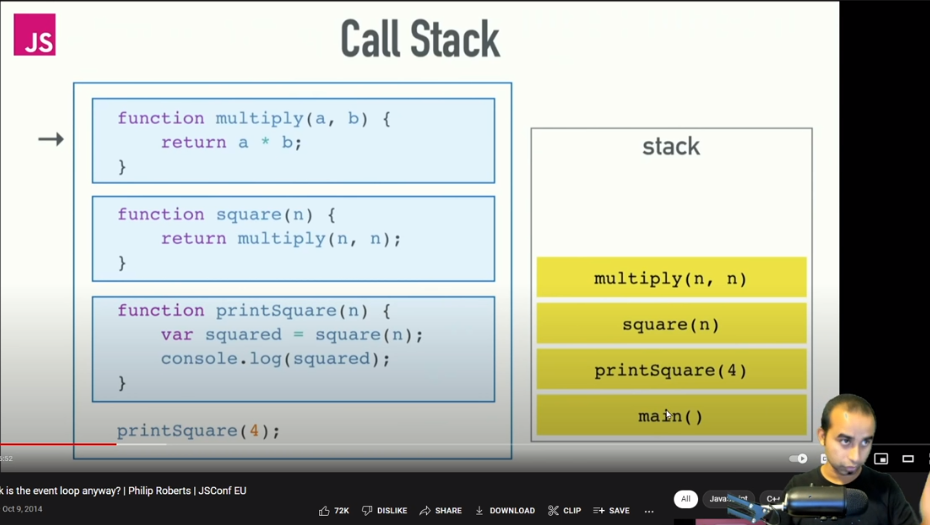 JS
Call Stack
function multiply(a, b) {
return a * b;
}
function square(n) {
return multiply(n, n);
}
function printSquare(n) {
var squared = square(n);
console.log(squared);
}
printSquare(4);
stack
multiply(n, n)
square(n)
printSquare(4)
main()
:52
is the event loop anyway? | Philip Roberts | JSConf EU
Oct 9, 2014
72K
DISLIKE
SHARE
DOWNLOAD
CLIP
SAVE
...
All
JavaScript
C++